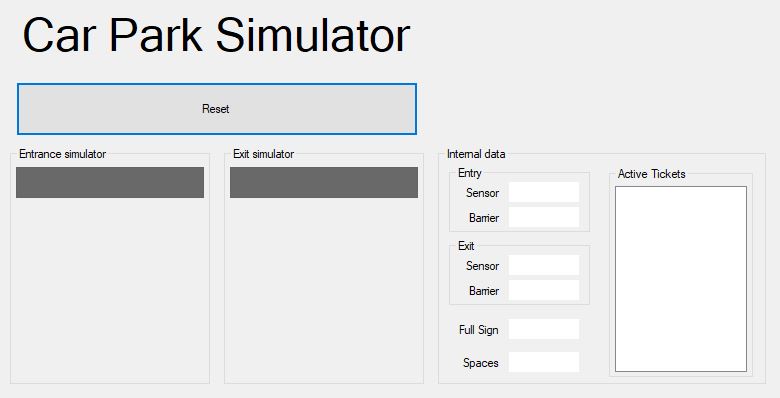 Car Park Simulator
Reset
Entrance simulator
Exit simulator
Internal data
Entry
Sensor
Barrier
Exit
Sensor
Barrier
Full Sign
Spaces
Active Tickets